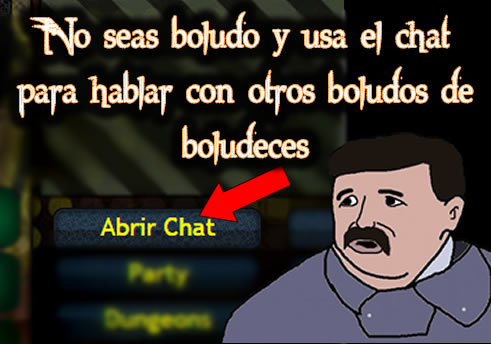 No seas boludo y usa el chat
para hablar con otros boludos de
boludeces
Abrir Chat
Party
Dungeons